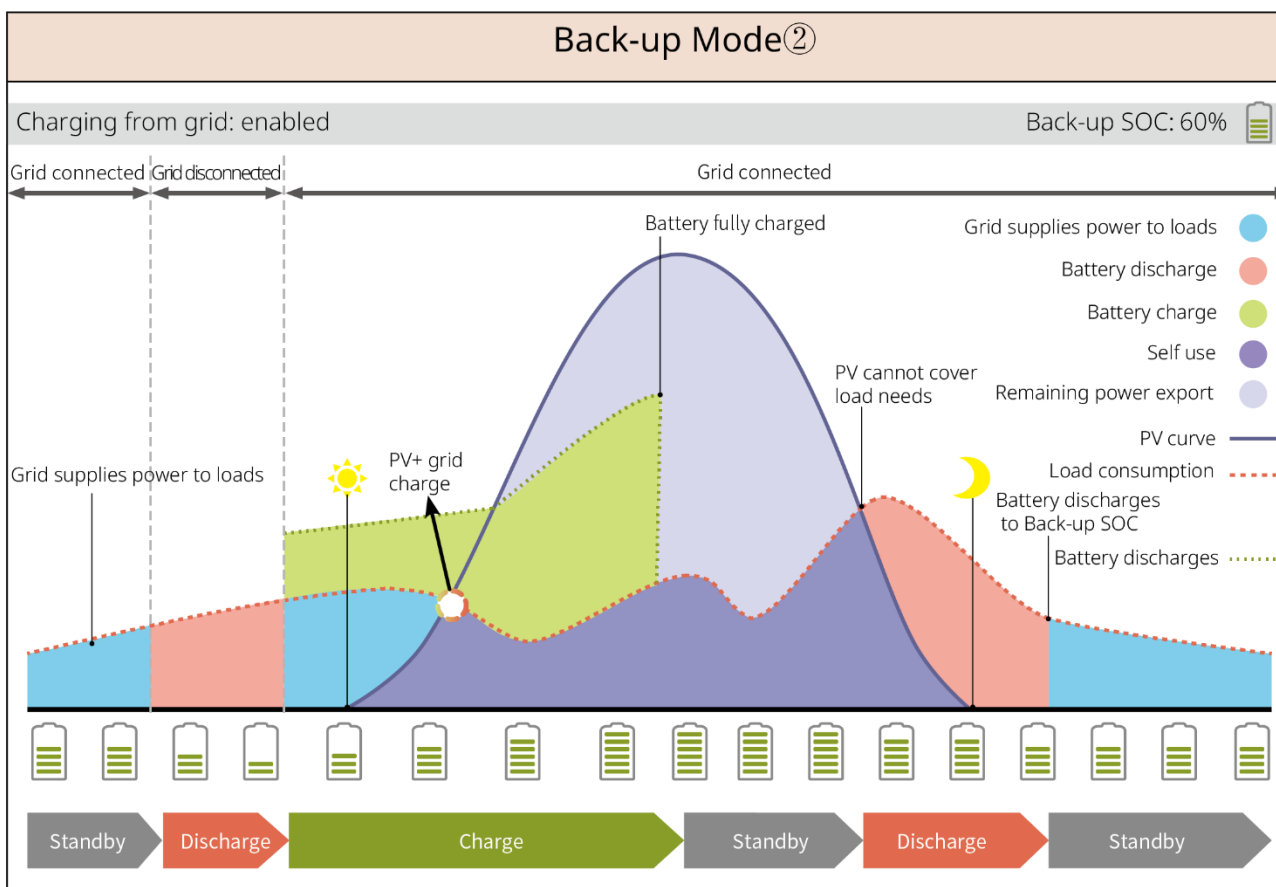 Back-up Mode②
Charging from grid: enabled
Back-up SOC: 60%
Grid connected
Grid disconnected
Grid connected
Battery fully charged
Grid supplies power to loads
Battery discharge
Battery charge
Self use
Remaining power export
PV curve
Load consumption
Battery discharges
PV cannot cover
load needs
Grid supplies power to loads
PV+ grid
charge
Battery discharges
to Back-up SOC
Standby
Discharge
Charge
Standby
Discharge
Standby